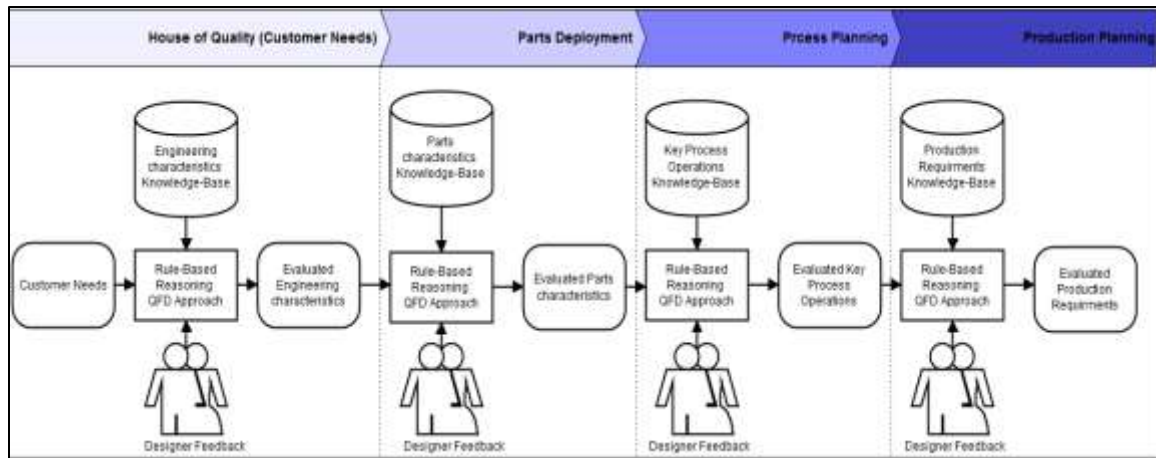 House of Quality (Customer Needs)
Parts Deployment
Prcess Planning
Production Planning
Engineering
characteristics
Knowledge-Base
Parts
characteristics
Knowledge-Base
Key Process
Operations
Knowledge-Base
Production
Requirments
Knowledge-Base
Customer Needs
Rule-Based
Reasoning
QFD Approach
Evaluated
Engineering
characteristics
Rule-Based
Reasoning
QFD Approach
Evaluated Parts
characteristics
Rule-Based
Reasoning
QFD Approach
Evaluated Key
Process
Operations
Rule-Based
Reasoning
QFD Approach
Evaluated
Production
Requirments
Designer Feedback
Designer Feedback
Designer Feedback
Designer Feedback